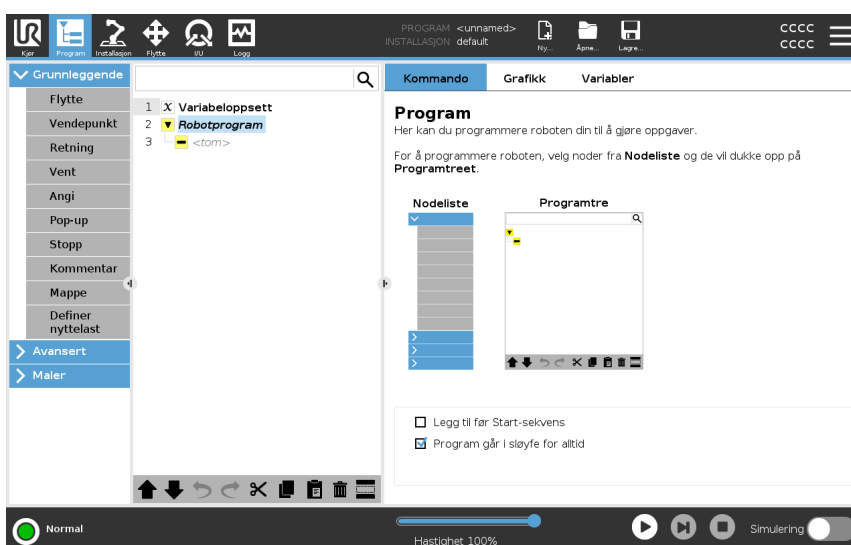 PROGRAM <unnamed>
INSTALLASJON default
cccc
cccc
Kjør Program Installasjon Flytte I/U Logg Ny... Åpne... Lagre...
Grunnleggende
Flytte
Vendepunkt
Retning
Vent
Angi
Pop-up
Stopp
Kommentar
Mappe
Definer
nyttelast
Avansert
Maler
1 X Variabeloppsett
2 Robotprogram
3 <tom>
Kommando Grafikk Variabler
Program
Her kan du programmere roboten din til å gjøre oppgaver.
For å programmere roboten, velg noder fra Nodeliste og de vil dukke opp på
Programtreet.
Nodeliste Programtre
Legg til før Start-sekvens
Program går i sløyfe for alltid
Normal
Hastighet 100%
Simulering